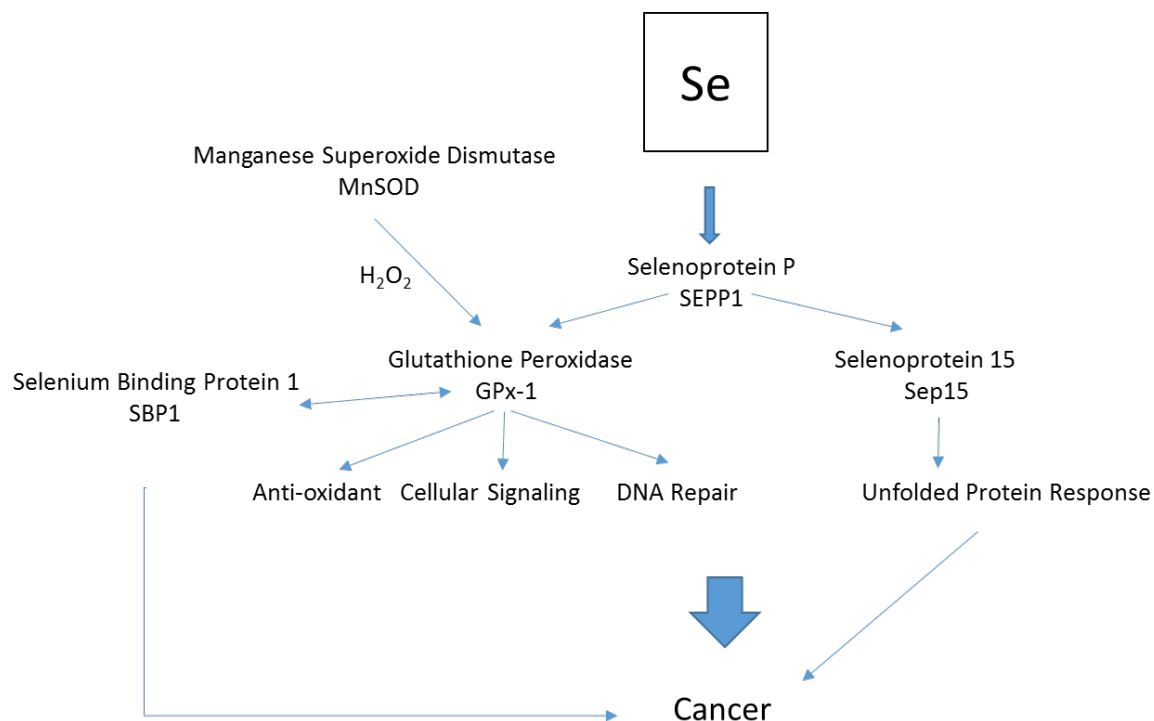 Se
Manganese Superoxide Dismutase
MnSOD
H₂O₂
Selenoprotein P
SEPP1
Glutathione Peroxidase
GPx-1
Selenoprotein 15
Sep15
Selenium Binding Protein 1
SBP1
Anti-oxidant
Cellular Signaling
DNA Repair
Unfolded Protein Response
Cancer